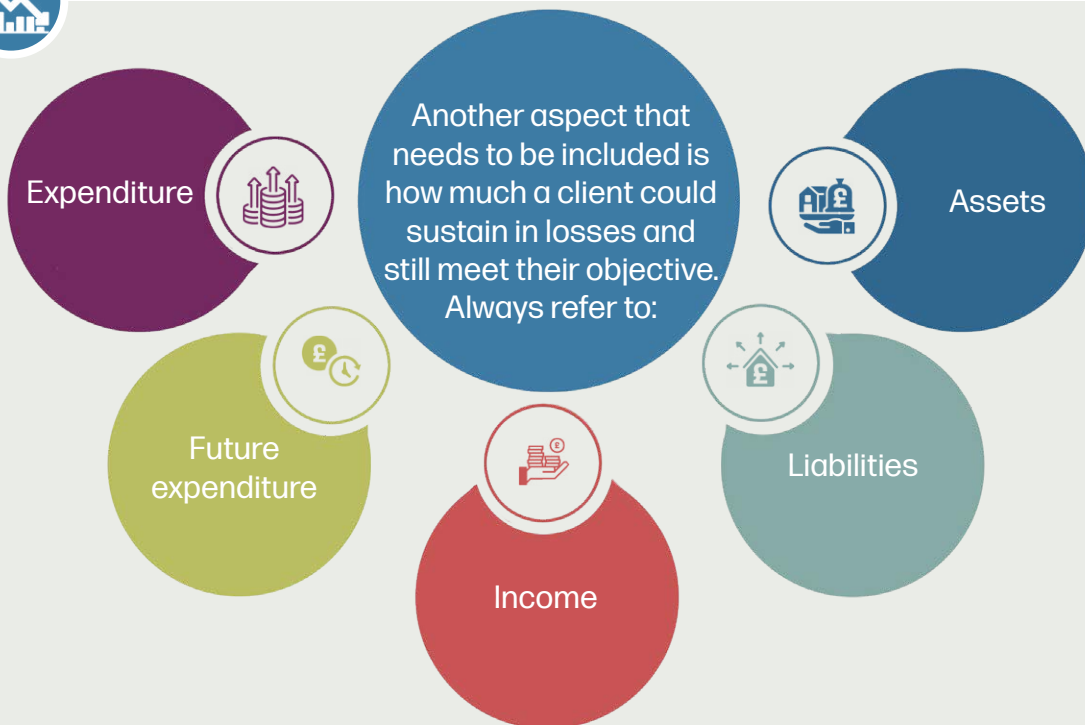 Another aspect that
needs to be included is
how much a client could
sustain in losses and
still meet their objective.
Always refer to:
Expenditure
£
Future
expenditure
£
Income
£
Liabilities
£
Assets